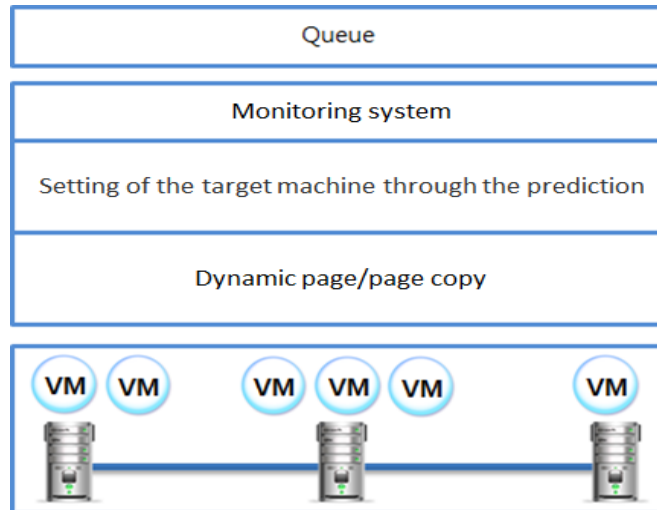 Queue
Monitoring system
Setting of the target machine through the prediction
Dynamic page/page copy
VM VM VM VM VM VM